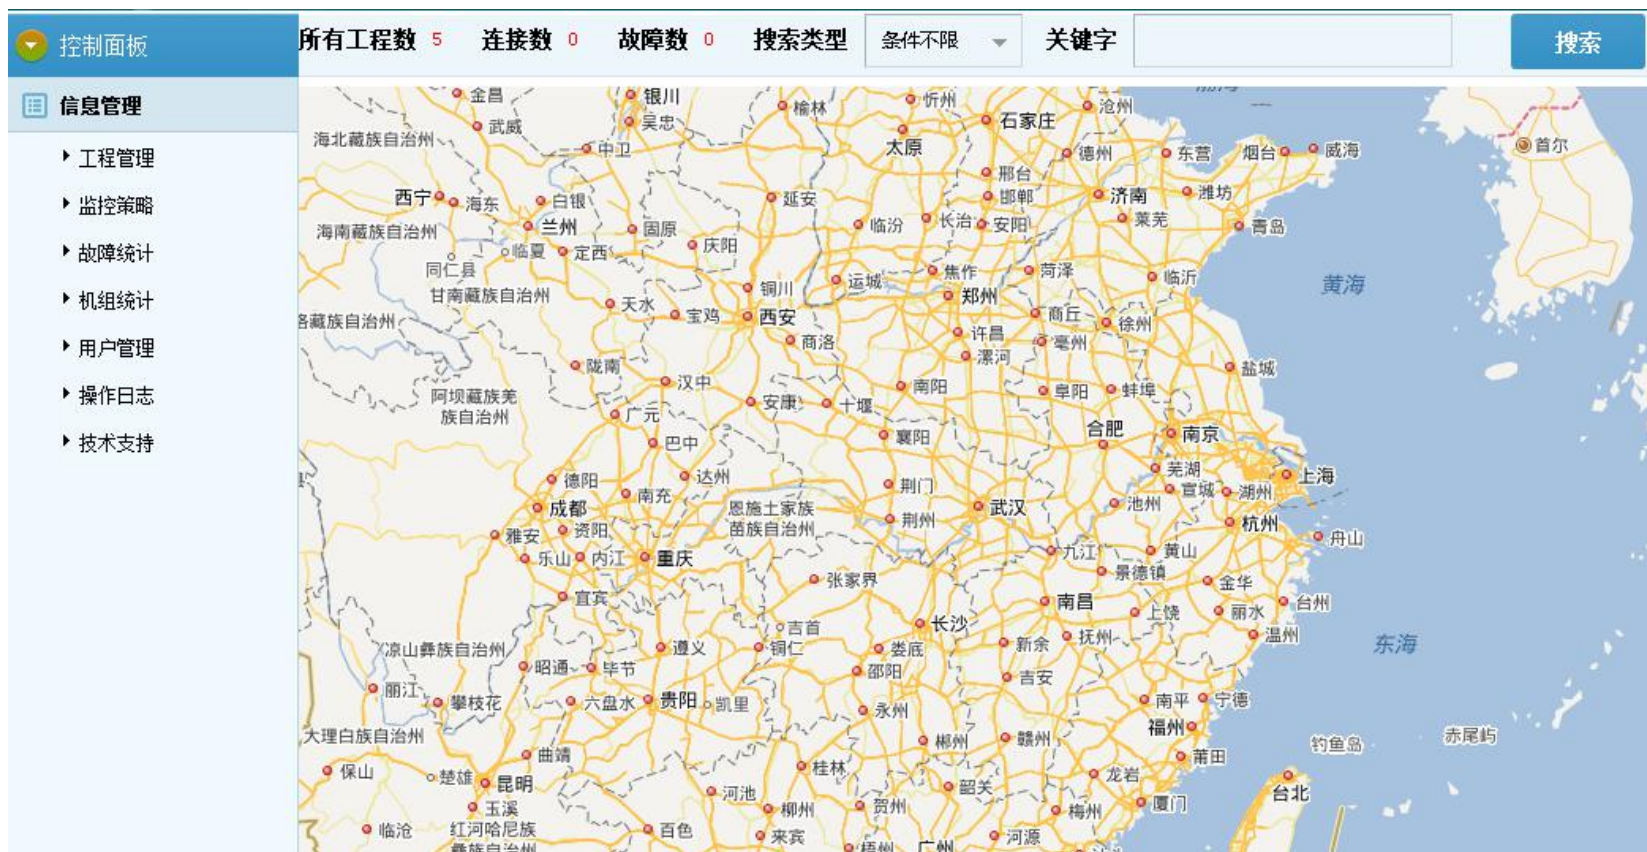 控制面板
所有工程数 5 连接数 0 故障数 0 搜索类型 条件不限 关键字 搜索
信息管理
工程管理
监控策略
故障统计
机组统计
用户管理
操作日志
技术支持
金昌
银川
榆林
忻州
沧州
武威
吴忠
石家庄
海北藏族自治州
中卫
太原
德州
东营
烟台
威海
首尔
邢台
西宁
海东
白银
延安
邯郸
济南
潍坊
海南藏族自治州
兰州
固原
临汾
长治
安阳
莱芜
青岛
临夏
定西
庆阳
同仁县
焦作
菏泽
临沂
黄海
甘南藏族自治州
铜川
运城
郑州
天水
宝鸡
西安
商丘
徐州
洛藏族自治州
商洛
许昌
亳州
漯河
陇南
汉中
南阳
阜阳
蚌埠
盐城
阿坝藏族羌
族自治州
广元
安康
十堰
巴中
襄阳
合肥
南京
德阳
达州
荆门
芜湖
上海
成都
南充
恩施土家族
苗族自治州
武汉
池州
宣城
湖州
雅安
资阳
荆州
杭州
舟山
乐山
内江
重庆
九江
黄山
张家界
景德镇
金华
宜宾
南昌
上饶
丽水
台州
吉首
长沙
温州
凉山彝族自治州
遵义
铜仁
娄底
新余
抚州
东海
昭通
毕节
邵阳
吉安
丽江
攀枝花
六盘水
贵阳
凯里
永州
南平
宁德
大理白族自治州
郴州
赣州
福州
钓鱼岛
赤尾屿
曲靖
莆田
保山
楚雄
昆明
桂林
龙岩
韶关
台北
玉溪
河池
柳州
贺州
梅州
厦门
临沧
红河哈尼族
彝族自治州
百色
来宾
梧州
广州
河源